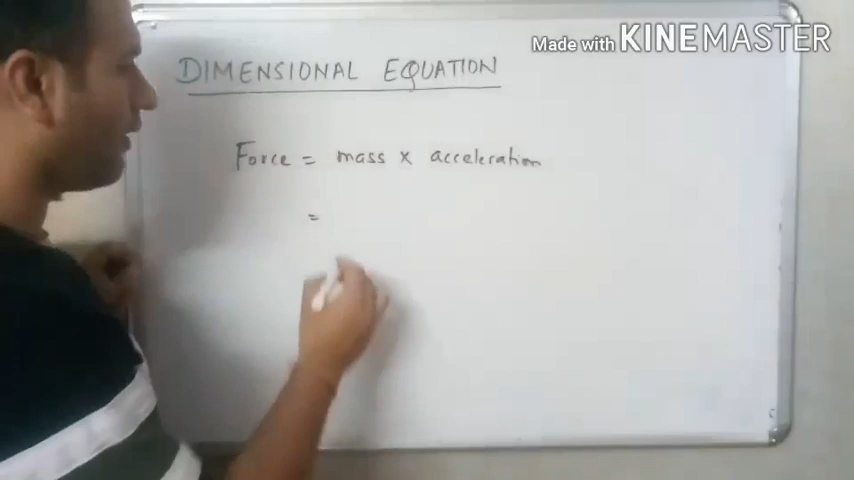 Made with KINEMASTER
DIMENSIONAL EQUATION
Force = mass x acceleration
=